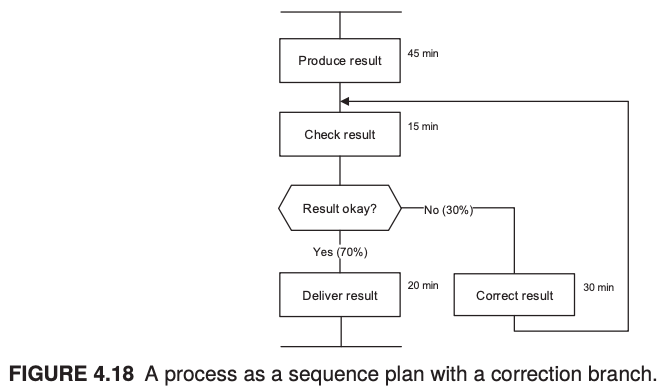 Produce result
45 min
Check result
15 min
Result okay?
No (30%)
Yes (70%)
Deliver result
20 min
Correct result
30 min
FIGURE 4.18 A process as a sequence plan with a correction branch.